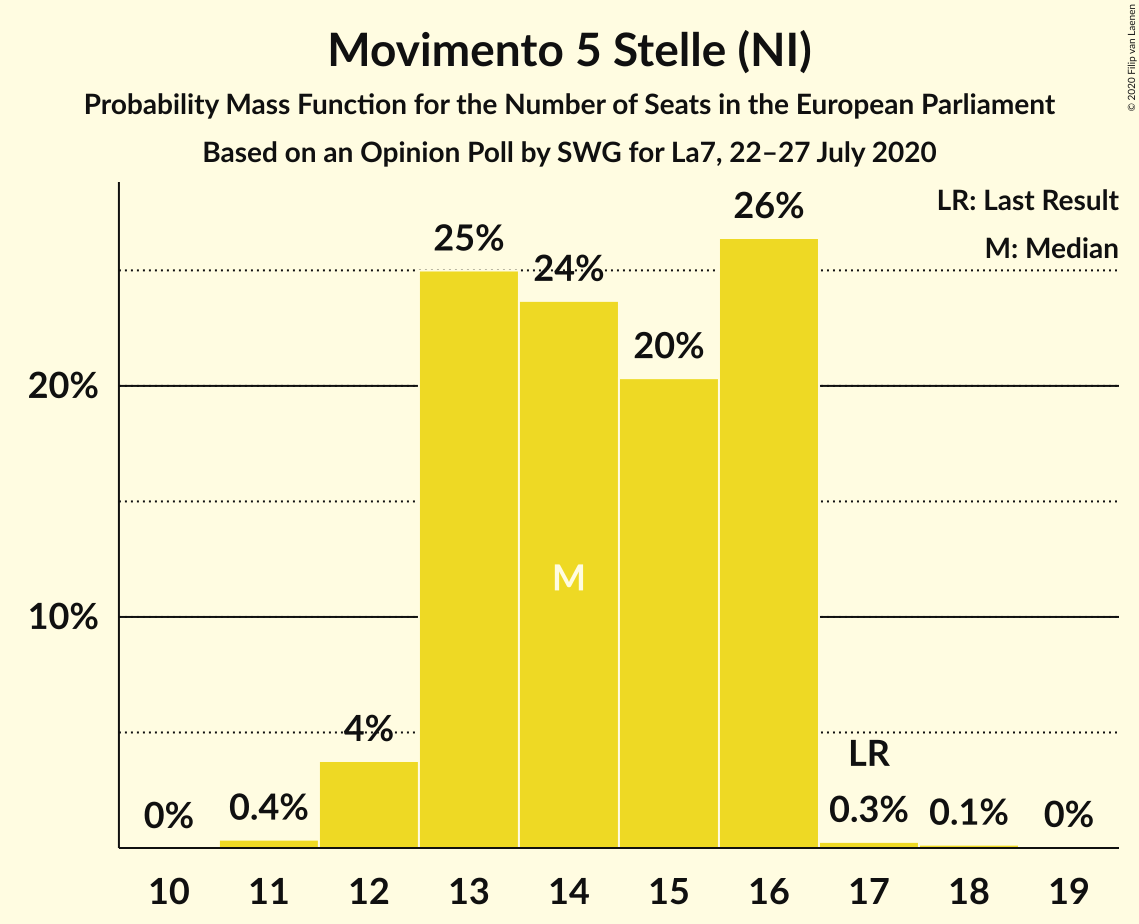 Movimento 5 Stelle (NI)
Probability Mass Function for the Number of Seats in the European Parliament
Based on an Opinion Poll by SWG for La7, 22–27 July 2020
© 2020 Filip van Laenen
LR: Last Result
M: Median
26%
25%
24%
20%
20%
M
10%
4%
LR
0%
0.4%
0.3%
0.1%
0%
10 11 12 13 14 15 16 17 18 19